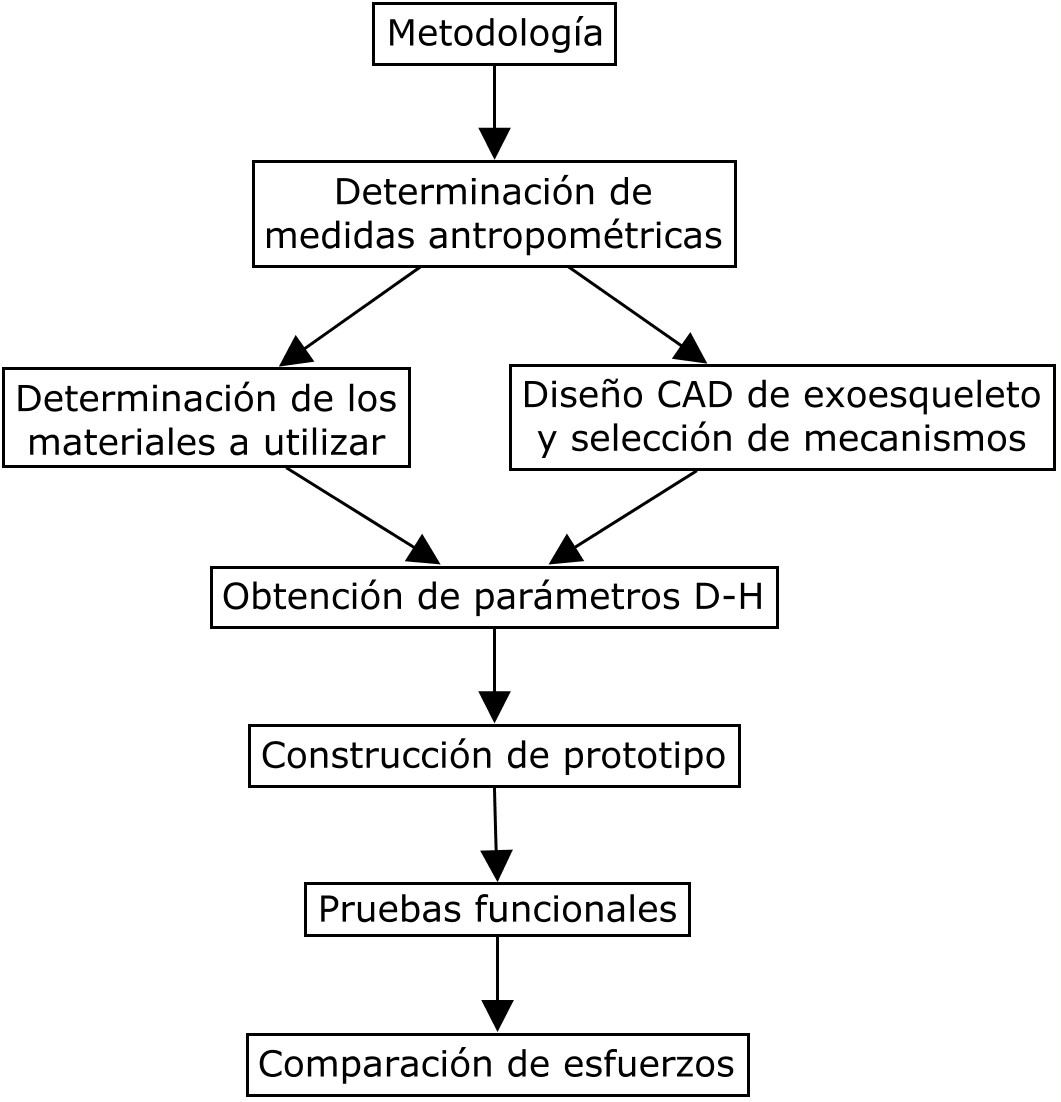 Metodología
Determinación de
medidas antropométricas
Determinación de los
materiales a utilizar
Diseño CAD de exoesqueleto
y selección de mecanismos
Obtención de parámetros D-H
Construcción de prototipo
Pruebas funcionales
Comparación de esfuerzos